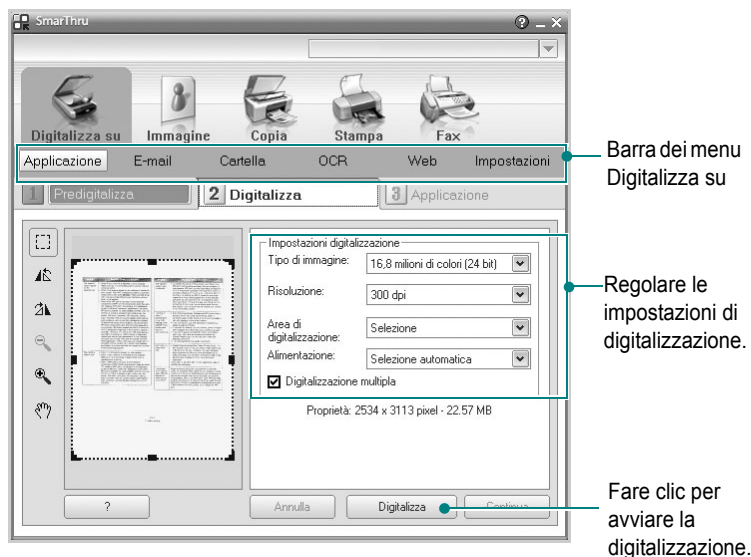 SmarThru
Digitalizza su Immagine Copia Stampa Fax
Applicazione E-mail Cartella OCR Web Impostazioni
Barra dei menu
Digitalizza su
1 Predigitalizza 2 Digitalizza 3 Applicazione
Impostazioni digitalizzazione
Tipo di immagine: 16,8 milioni di colori (24 bit)
Risoluzione: 300 dpi
Area di
digitalizzazione: Selezione
Alimentazione: Selezione automatica
Digitalizzazione multipla
Proprietà: 2534 x 3113 pixel - 22.57 MB
Regolare le
impostazioni di
digitalizzazione.
? Annulla Digitalizza Continua
Fare clic per
avviare la
digitalizzazione.